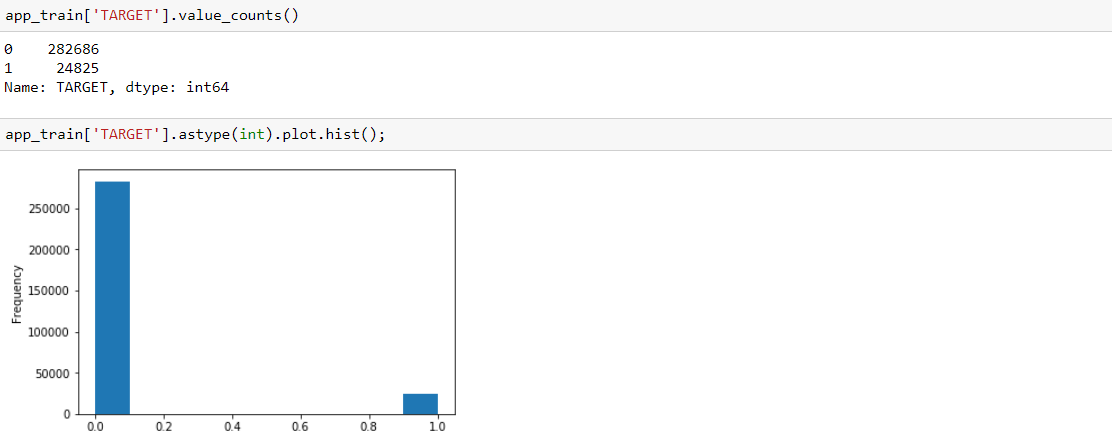 app_train['TARGET'].value_counts()
0    282686
1     24825
Name: TARGET, dtype: int64
app_train['TARGET'].astype(int).plot.hist();
250000
200000
150000
100000
50000
0
Frequency
0.0 0.2 0.4 0.6 0.8 1.0